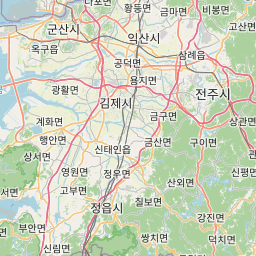 나포면
황등면
금마면
비봉면
군산시
익산시
옥구읍
삼례읍
공덕면
용지면
광활면
김제시
전주시
계화면
금구면
상관면
행안면
신태인읍
금산면
구이면
상서면
영원면
정우면
신평면
고부면
산외면
정읍시
칠보면
부안면
강진면
신림면
쌍치면
덕치면